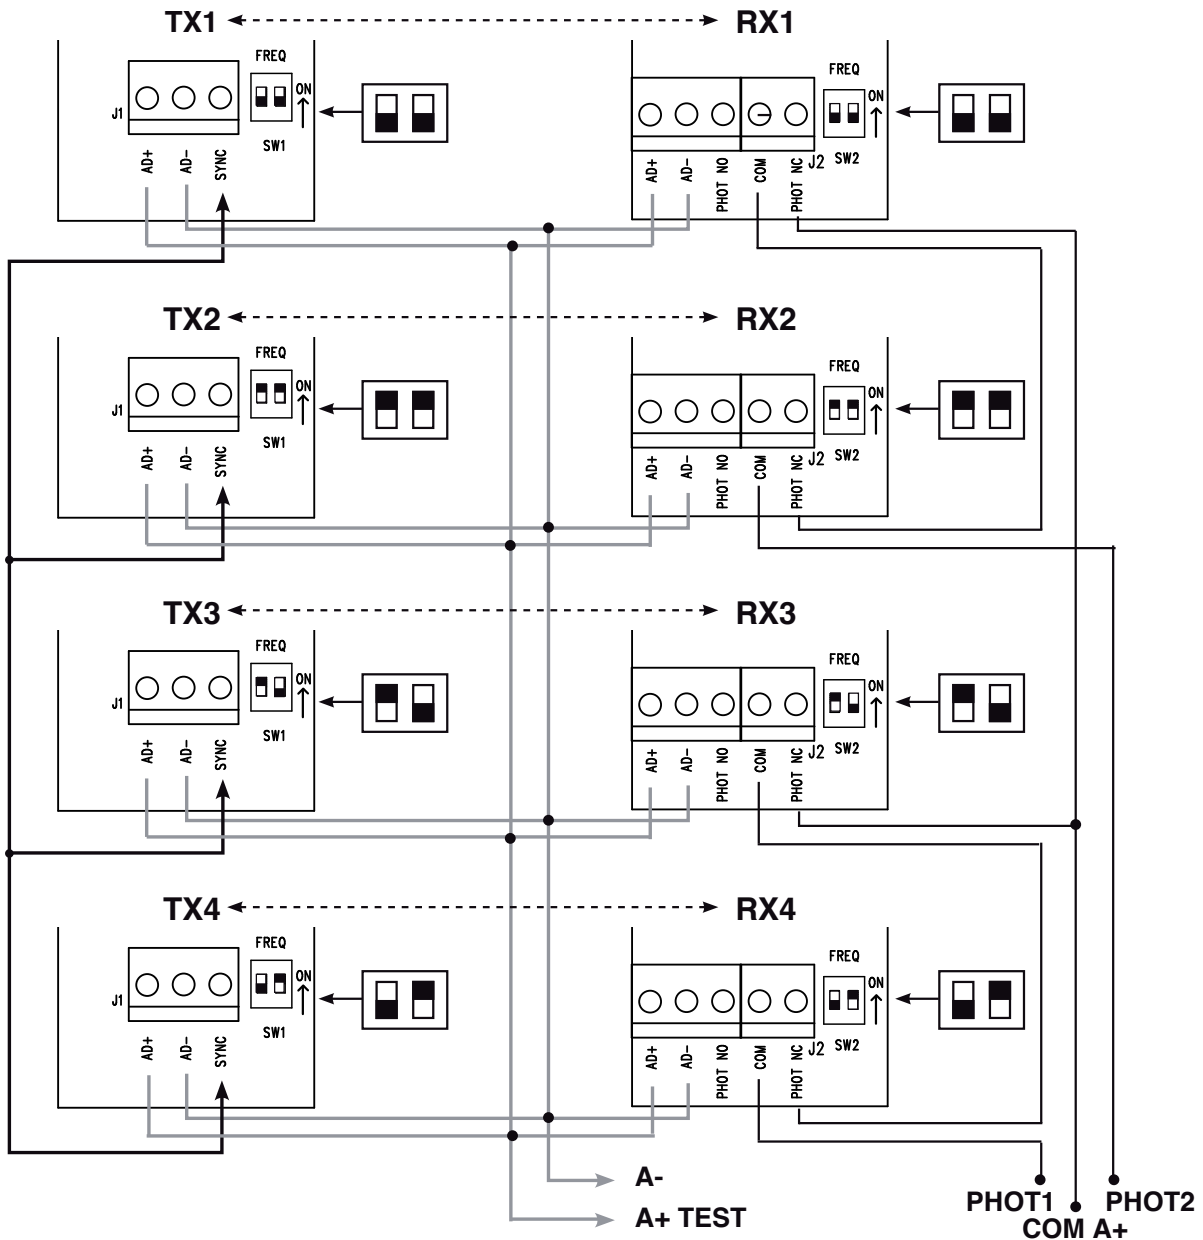 TX1 RX1
FREQ
ON
J1
SW1
AD+ AD- SYNC
FREQ
ON
J2 SW2
AD+ AD- PHOT NO COM PHOT NC
TX2 RX2
FREQ
ON
J1
SW1
AD+ AD- SYNC
FREQ
ON
J2 SW2
AD+ AD- PHOT NO COM PHOT NC
TX3 RX3
FREQ
ON
J1
SW1
AD+ AD- SYNC
FREQ
ON
J2 SW2
AD+ AD- PHOT NO COM PHOT NC
TX4 RX4
FREQ
ON
J1
SW1
AD+ AD- SYNC
FREQ
ON
J2 SW2
AD+ AD- PHOT NO COM PHOT NC
A-
A+ TEST
PHOT1 PHOT2
COM A+